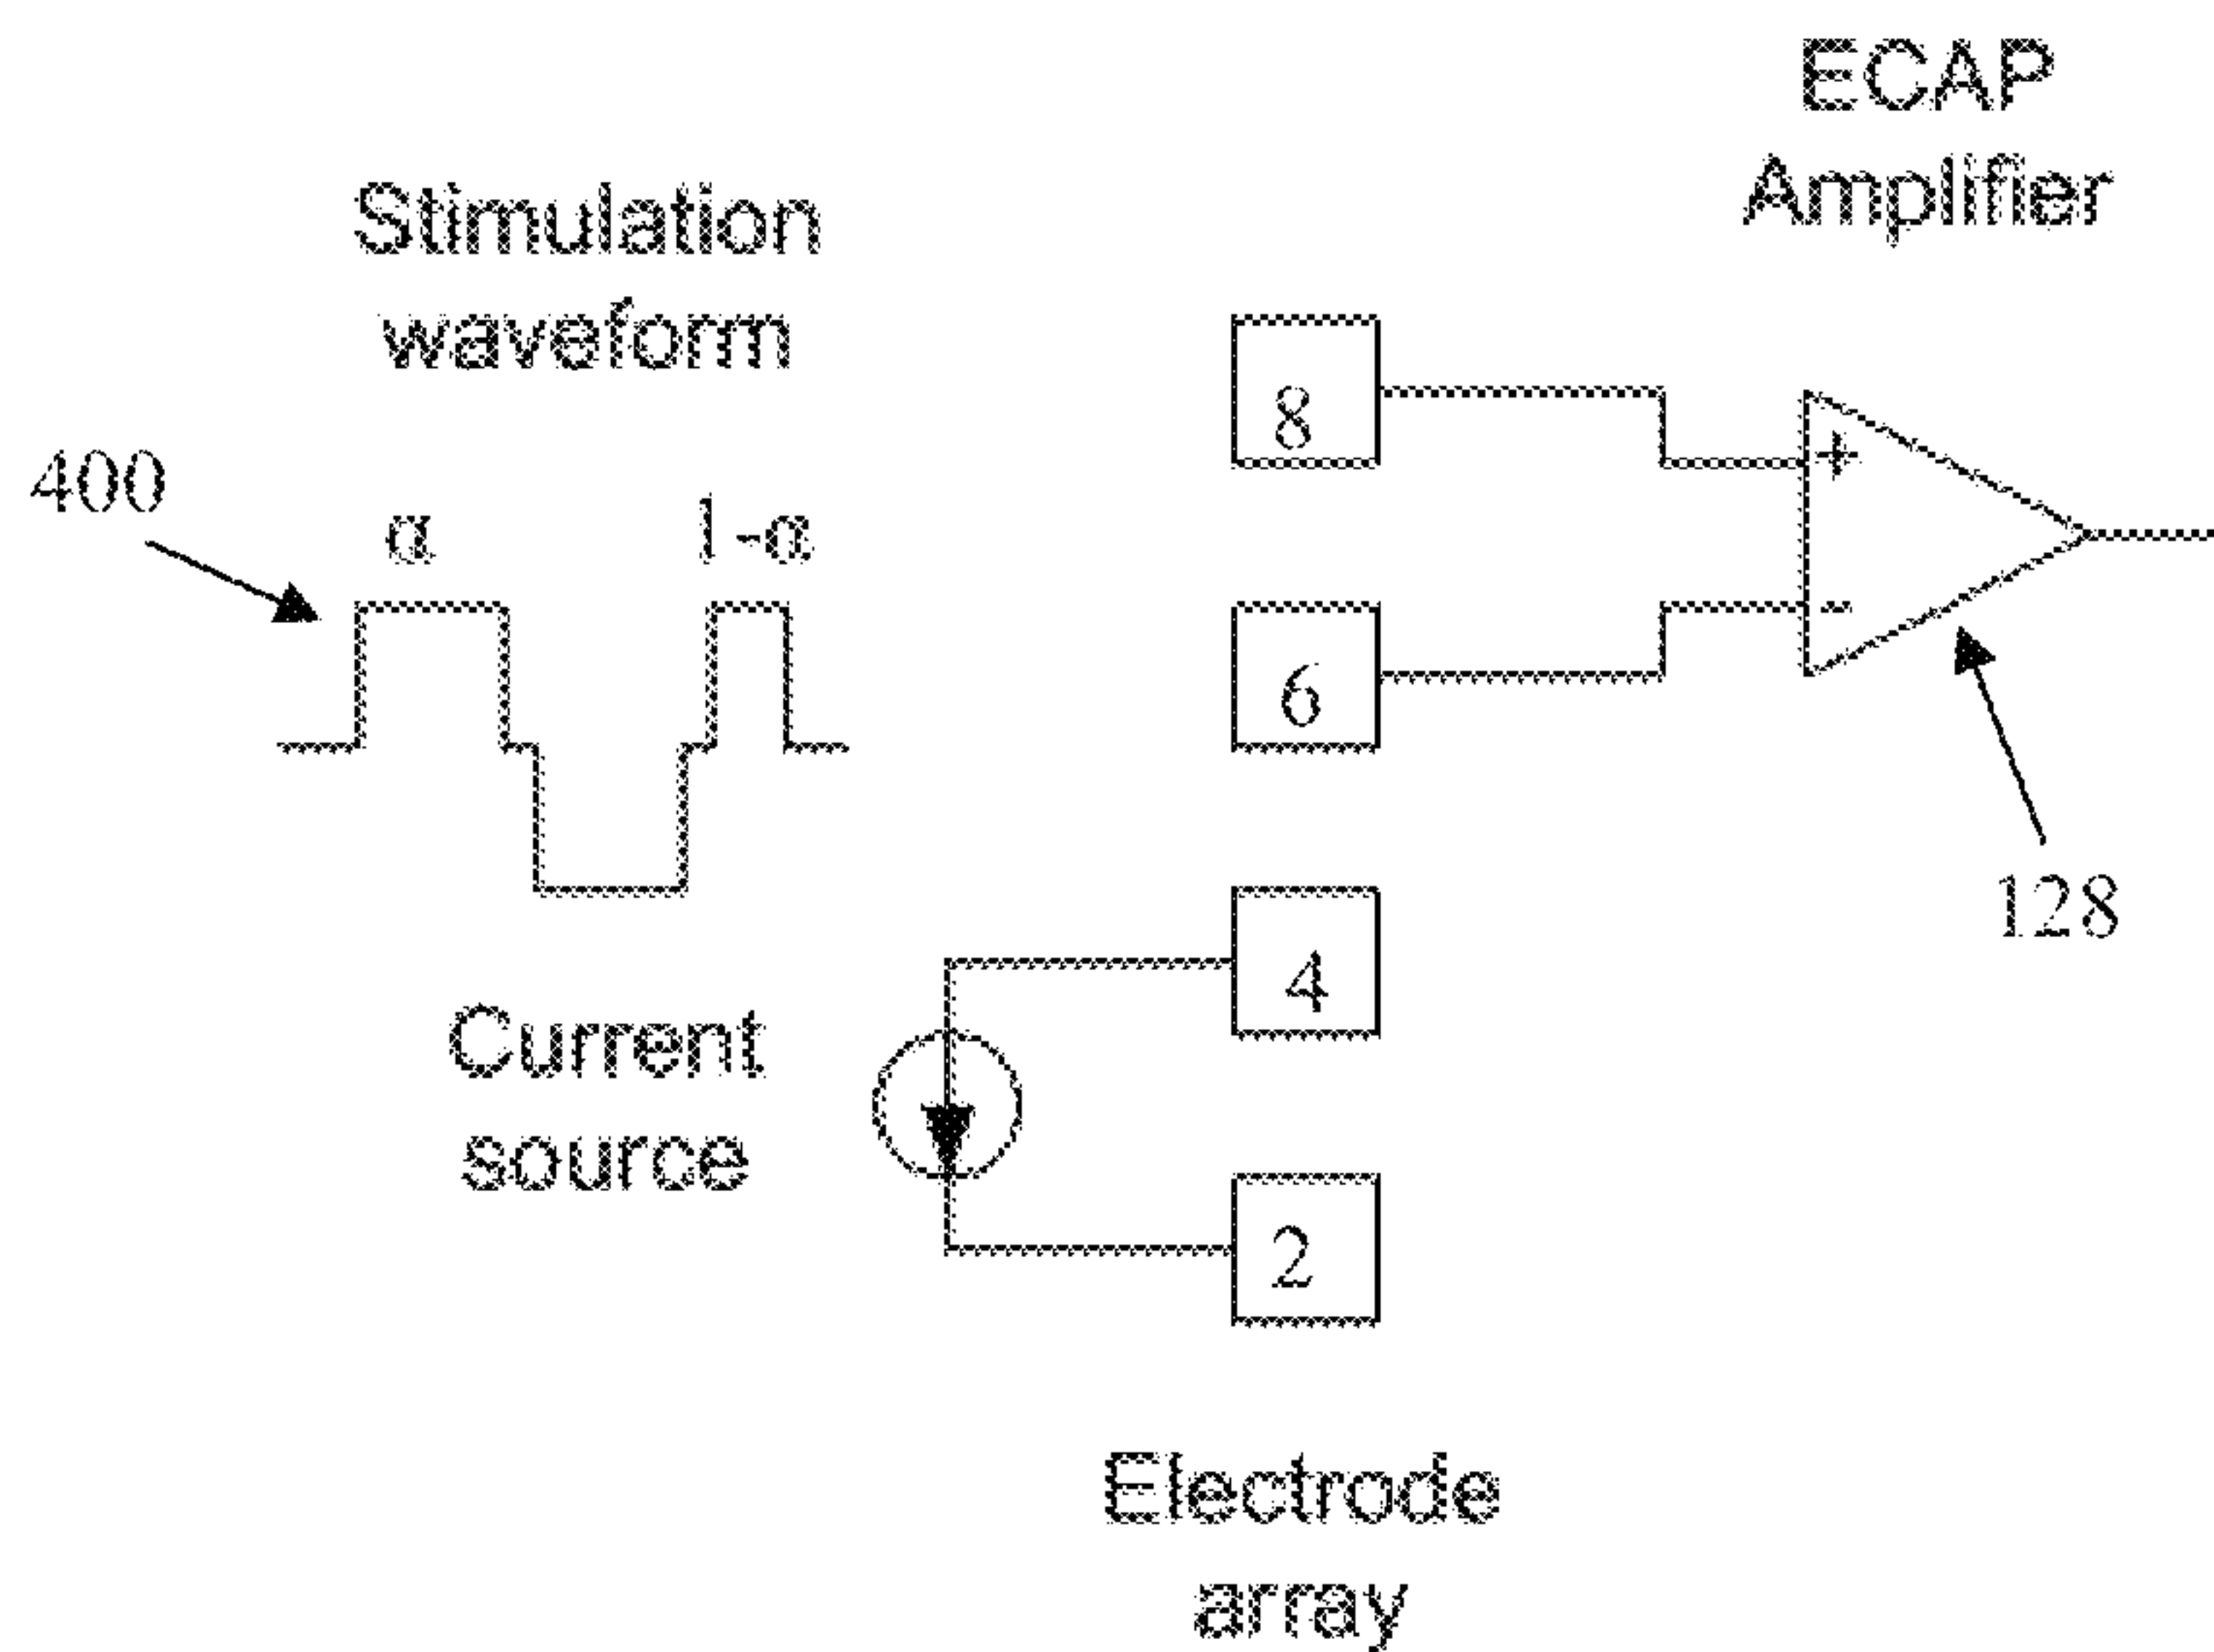 ECAP
Amplifier
Stimulation
waveform
400
α
1-α
8
+
6
-
4
128
Current
source
2
Electrode
array